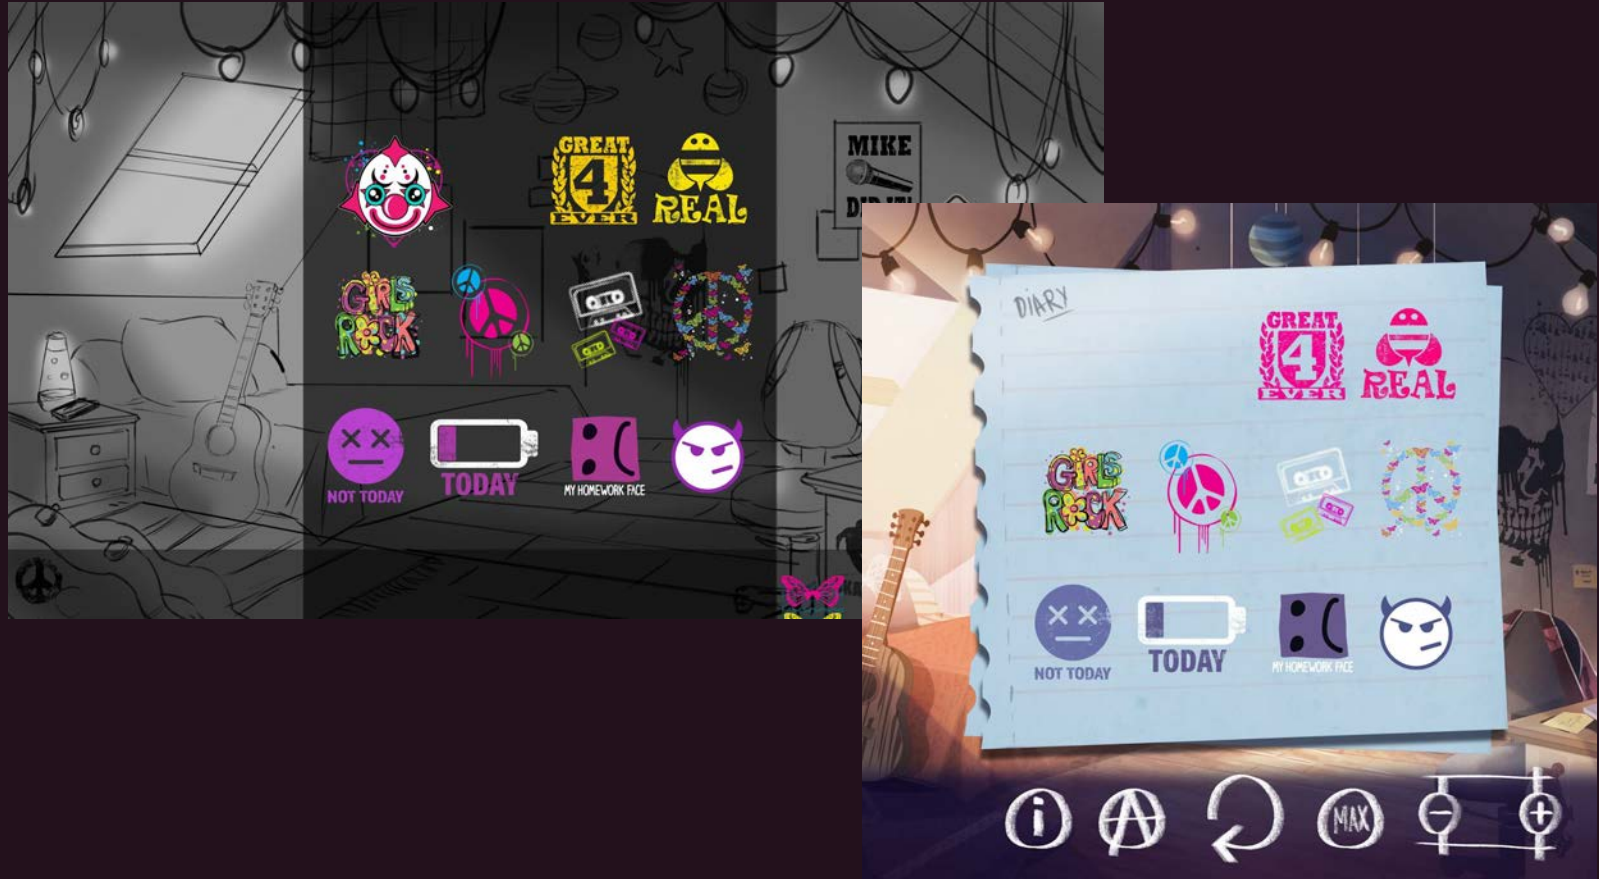 MIKE
GREAT
4
EVER
REAL
GIRLS
ROCK
NOT TODAY
TODAY
MY HOMEWORK FACE
DIARY
GREAT
4
EVER
REAL
GIRLS
ROCK
NOT TODAY
TODAY
MY HOMEWORK FACE
i
A
MAX
-
+